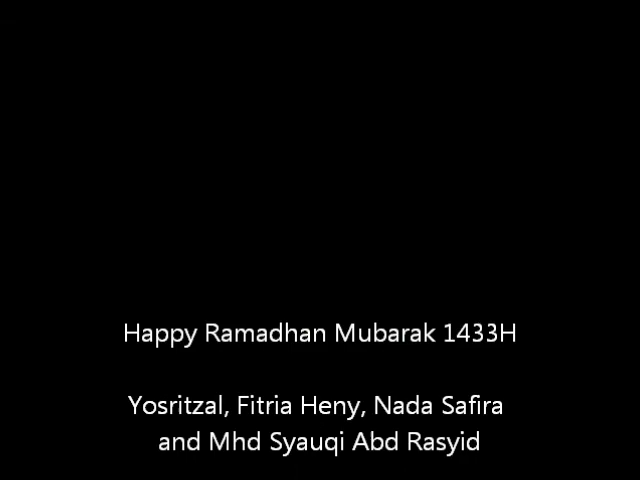 Happy Ramadhan Mubarak 1433H
Yosritzal, Fitria Heny, Nada Safira
and Mhd Syauqi Abd Rasyid